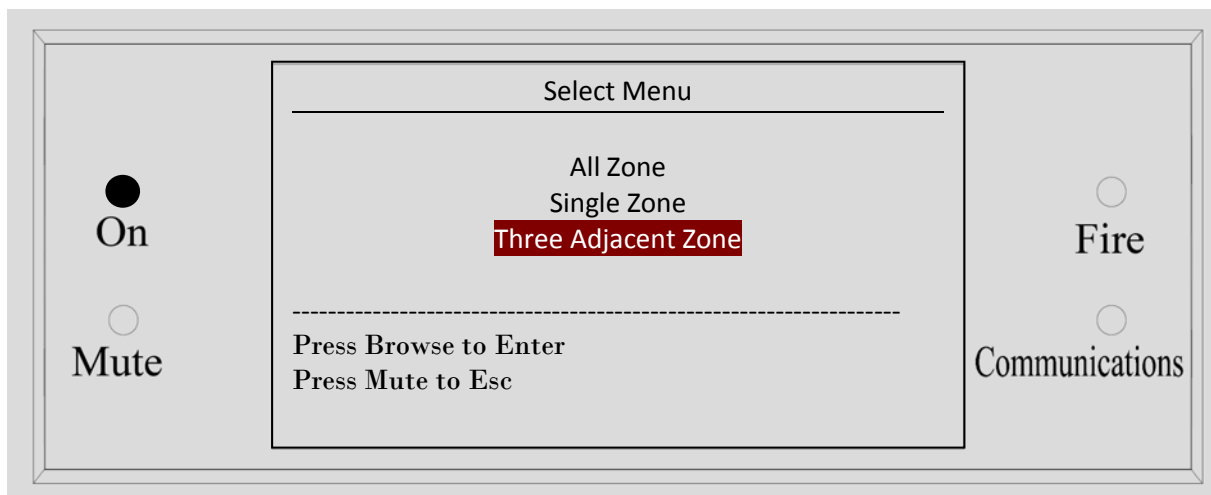 Select Menu
All Zone
Single Zone
Three Adjacent Zone
--------------------------------------------------------------------
Press Browse to Enter
Press Mute to Esc
On
Mute
Fire
Communications